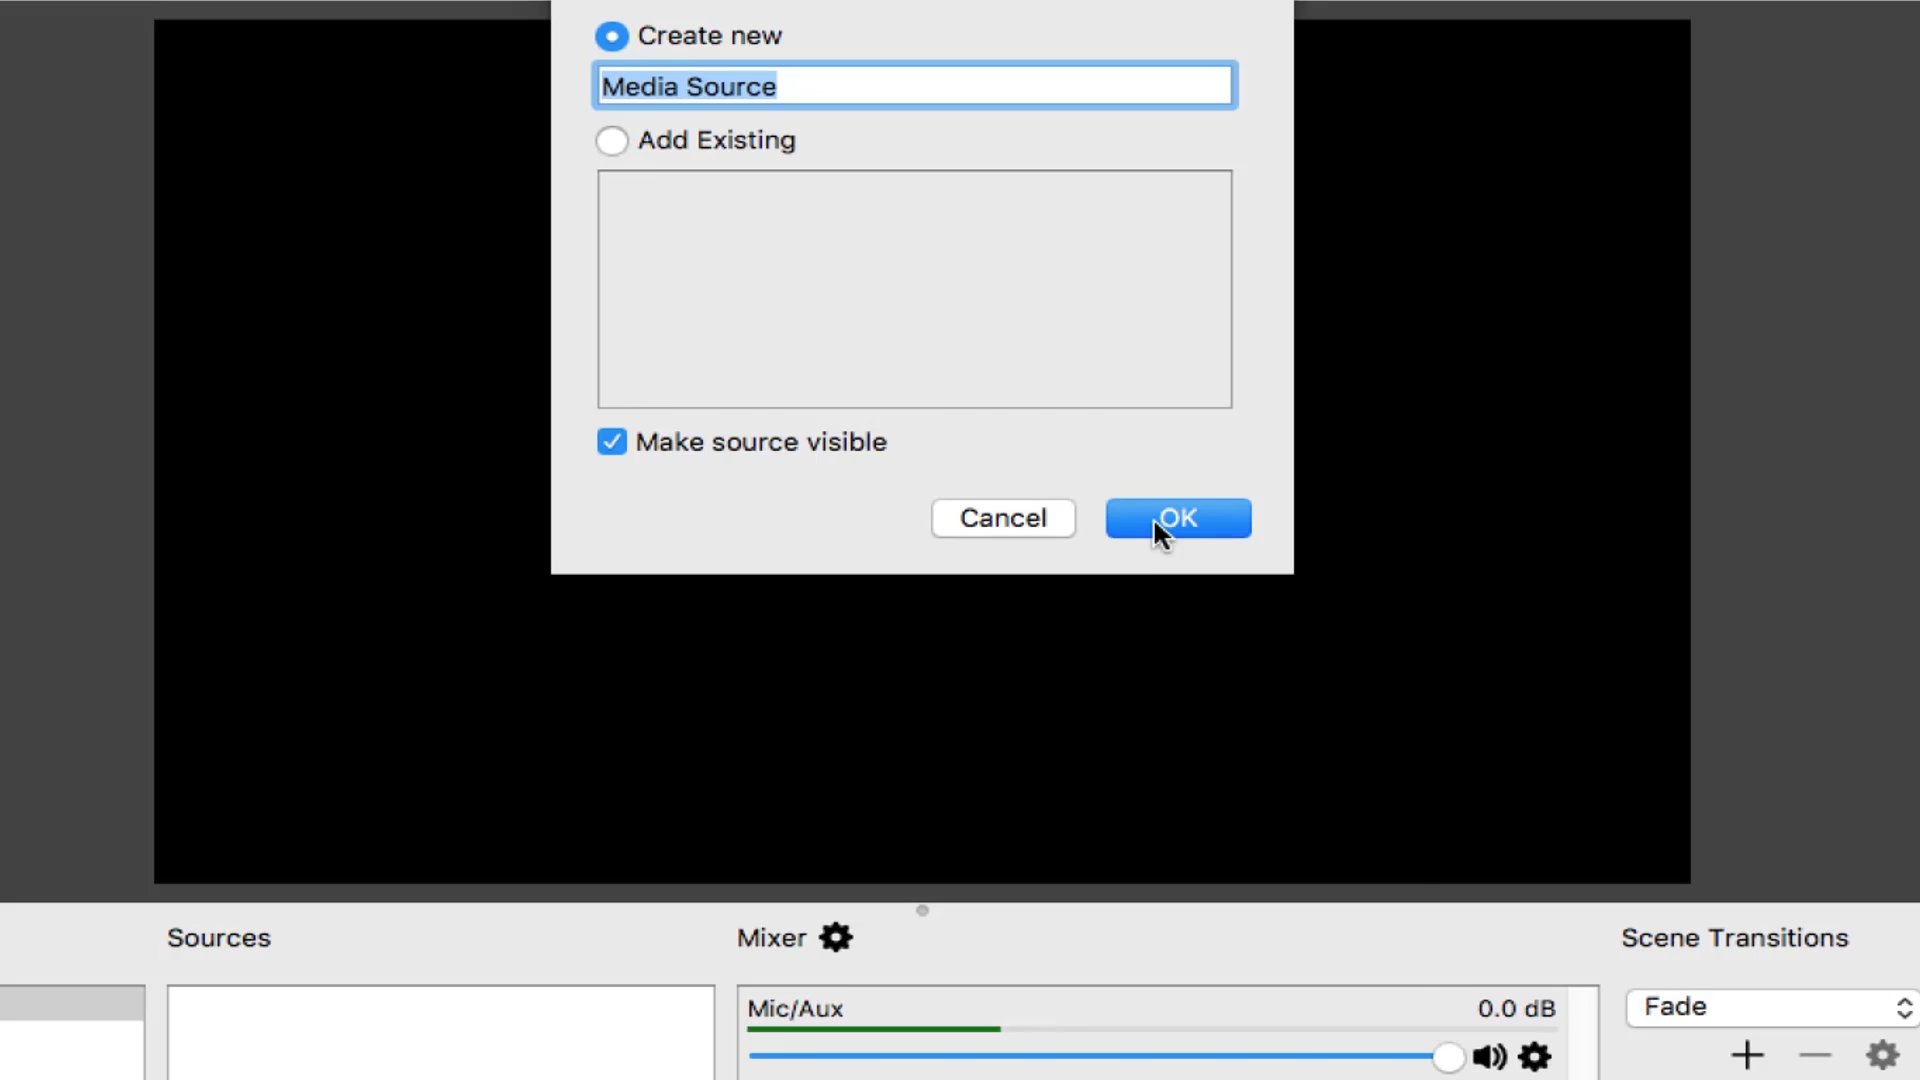 Create new
Media Source
Add Existing
Make source visible
Cancel
OK
Sources
Mixer
Scene Transitions
Mic/Aux
0.0 dB
Fade